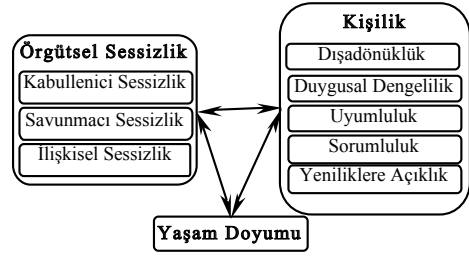 Örgütsel Sessizlik
Kabullenici Sessizlik
Savunmacı Sessizlik
İlişkisel Sessizlik
Kişilik
Dışadönüklük
Duygusal Dengelilik
Uyumluluk
Sorumluluk
Yeniliklere Açıklık
Yaşam Doyumu